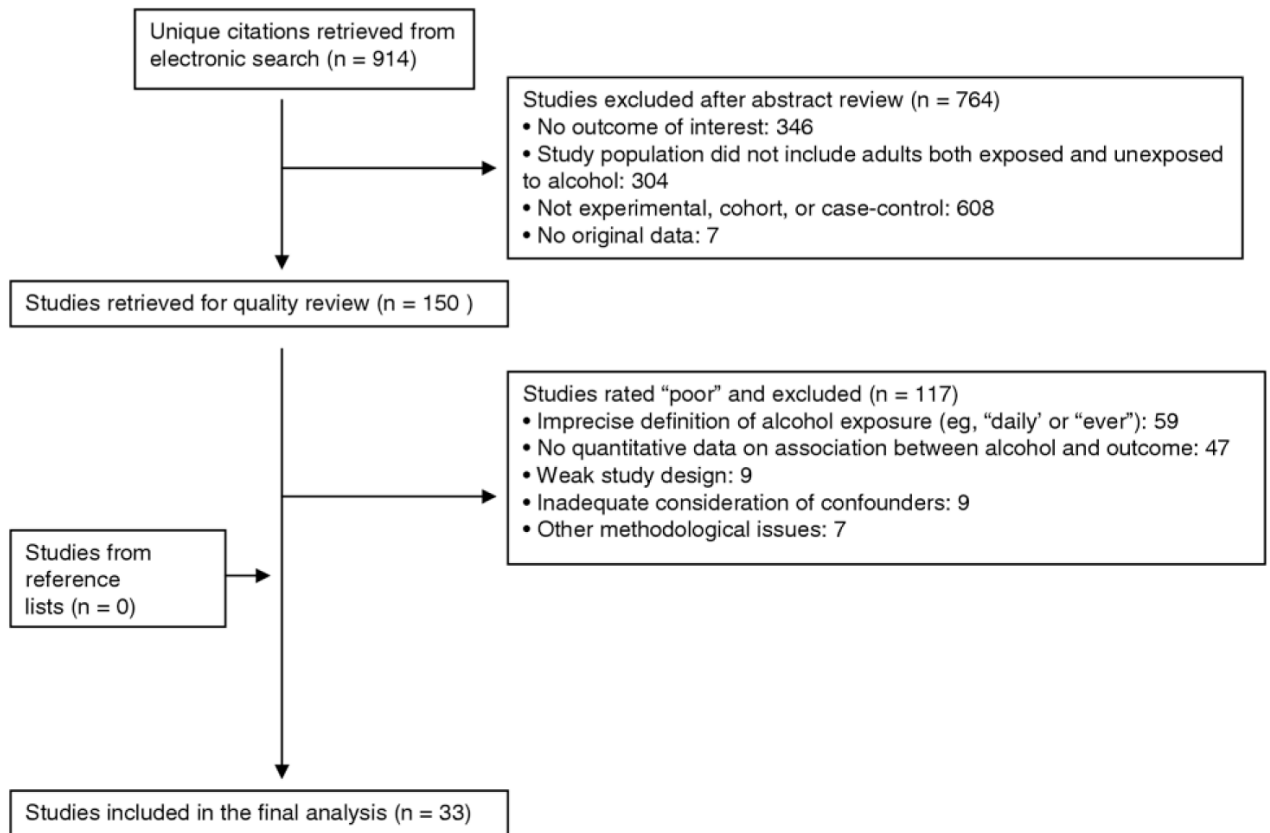 Unique citations retrieved from
electronic search (n = 914)
Studies excluded after abstract review (n = 764)
• No outcome of interest: 346
• Study population did not include adults both exposed and unexposed
to alcohol: 304
• Not experimental, cohort, or case-control: 608
• No original data: 7
Studies retrieved for quality review (n = 150 )
Studies rated “poor” and excluded (n = 117)
• Imprecise definition of alcohol exposure (eg, “daily’ or “ever”): 59
• No quantitative data on association between alcohol and outcome: 47
• Weak study design: 9
• Inadequate consideration of confounders: 9
• Other methodological issues: 7
Studies from
reference
lists (n = 0)
Studies included in the final analysis (n = 33)